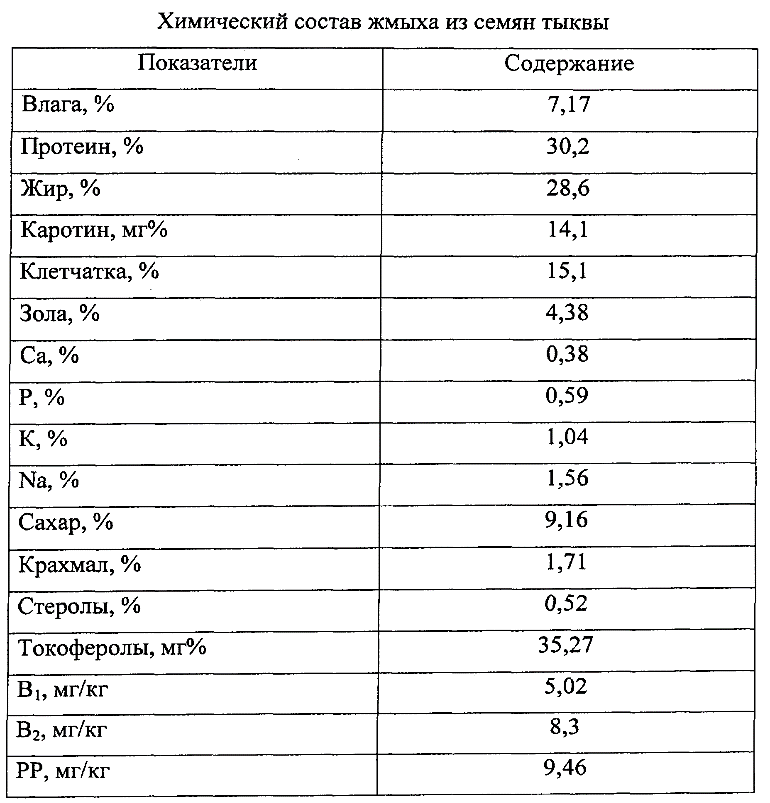 Химический состав жмыха из семян тыквы
Показатели Содержание
Влага, % 7,17
Протеин, % 30,2
Жир, % 28,6
Каротин, мг% 14,1
Клетчатка, % 15,1
Зола, % 4,38
Ca, % 0,38
P, % 0,59
K, % 1,04
Na, % 1,56
Сахар, % 9,16
Крахмал, % 1,71
Стеролы, % 0,52
Токоферолы, мг% 35,27
B₁, мг/кг 5,02
B₂, мг/кг 8,3
PP, мг/кг 9,46